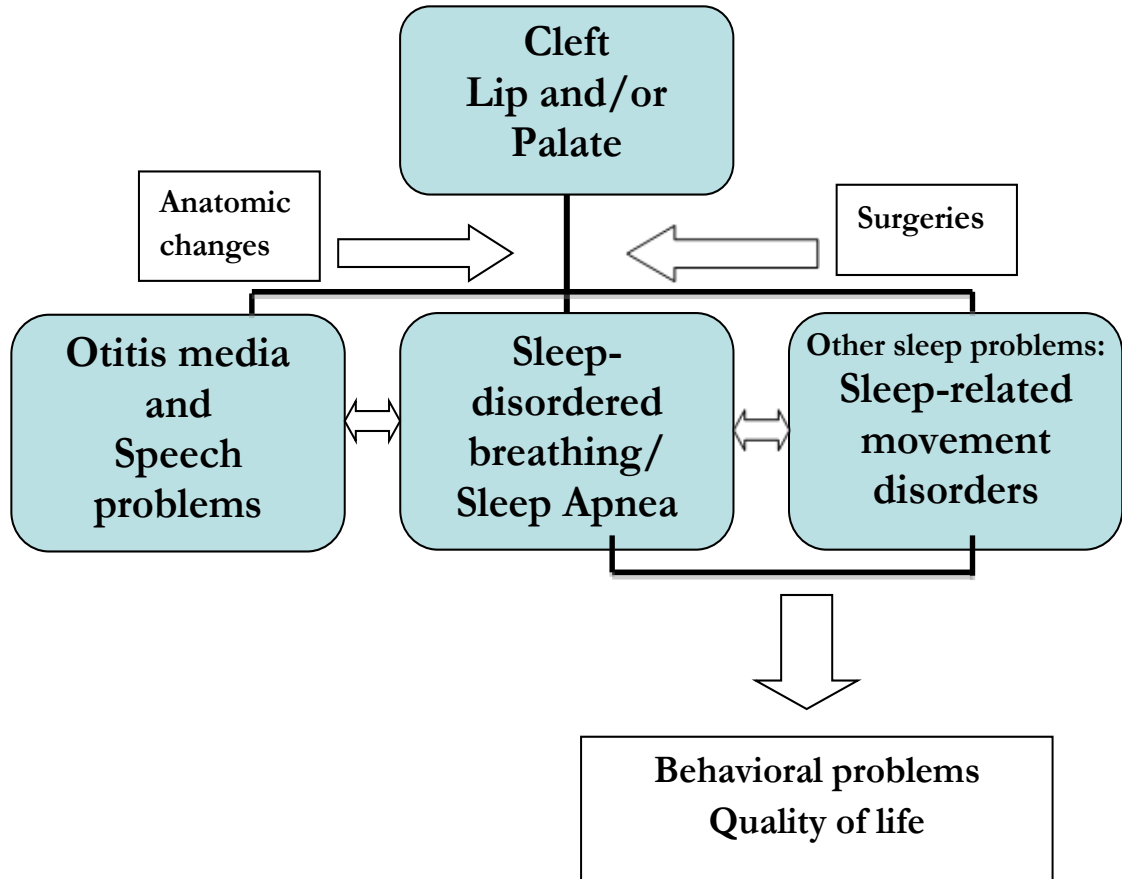 Cleft
Lip and/or
Palate
Anatomic
changes
Surgeries
Otitis media
and
Speech
problems
Sleep-
disordered
breathing/
Sleep Apnea
Other sleep problems:
Sleep-related
movement
disorders
Behavioral problems
Quality of life